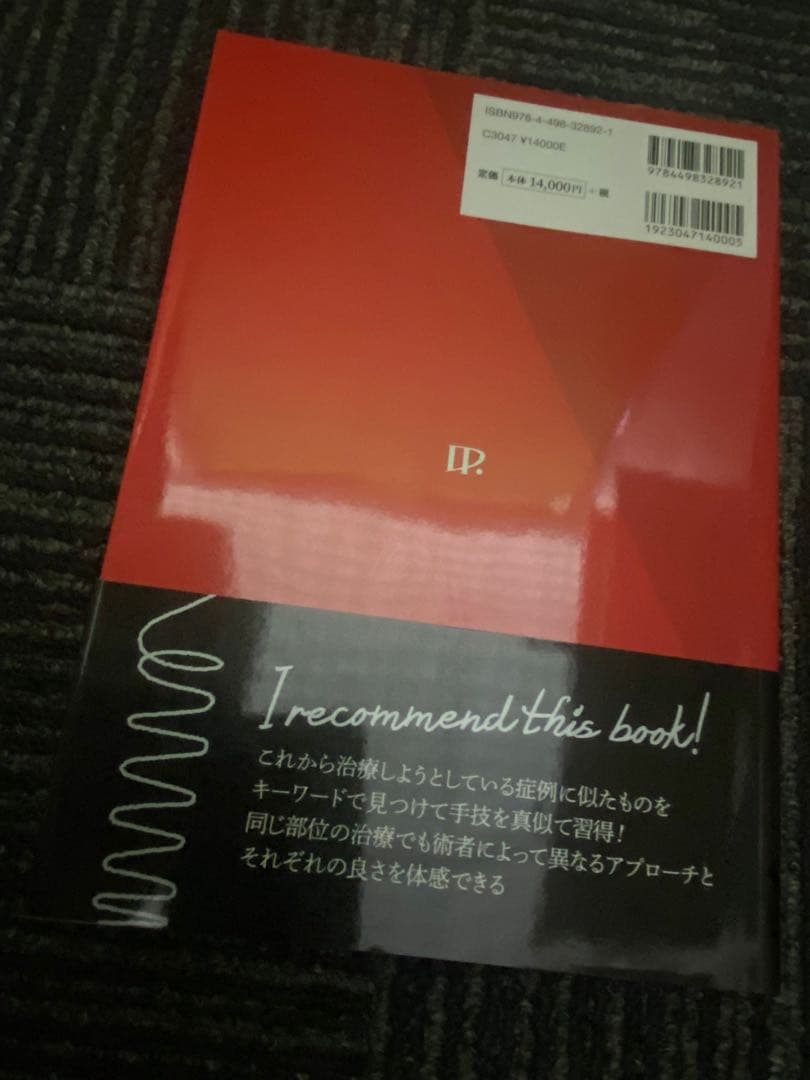 ISBN978-4-498-32892-1
C3047 ¥14000E
定価 本体 14,000円 + 税
9784498328921
1923047140005
I recommend this book!
これから治療しようとしている症例に似たものを
キーワードで見つけて手技を真似て習得!
同じ部位の治療でも術者によって異なるアプローチと
それぞれの良さを体感できる